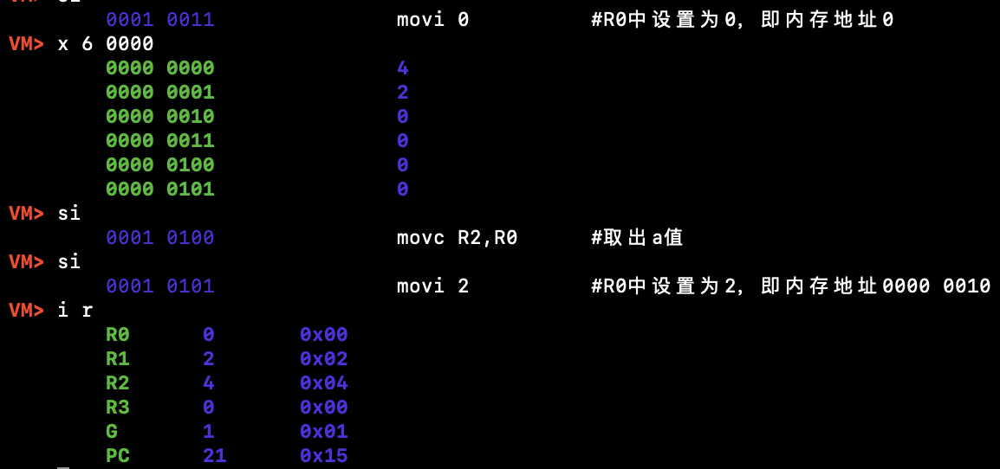 0001 0011 movi 0 #R0中设置为0, 即内存地址0
VM> x 6 0000
0000 0000 4
0000 0001 2
0000 0010 0
0000 0011 0
0000 0100 0
0000 0101 0
VM> si
0001 0100 movc R2,R0 #取出a值
VM> si
0001 0101 movi 2 #R0中设置为2, 即内存地址0000 0010
VM> i r
R0 0 0x00
R1 2 0x02
R2 4 0x04
R3 0 0x00
G 1 0x01
PC 21 0x15